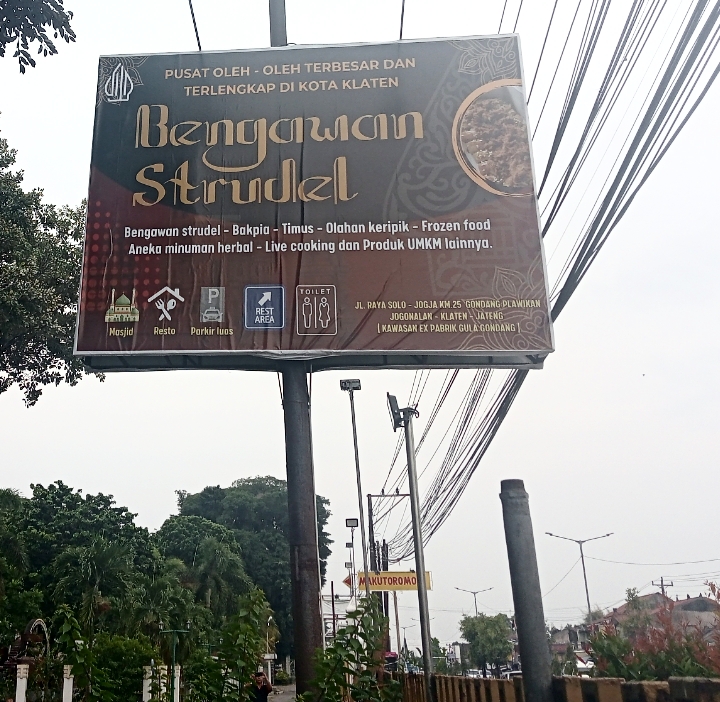 PUSAT OLEH - OLEH TERBESAR DAN
TERLENGKAP DI KOTA KLATEN
Bengawan
Strudel
Bengawan strudel - Bakpia - Timus - Olahan keripik - Frozen food
Aneka minuman herbal - Live cooking dan Produk UMKM lainnya.
Masjid
Resto
P
Parkir luas
REST
AREA
TOILET
JL. RAYA SOLO - JOGJA KM 25 GONDANG PLAWIKAN
JOGONALAN - KLATEN - JATENG
[ KAWASAN EX PABRIK GULA GONDANG ]
MAKUTOROMO